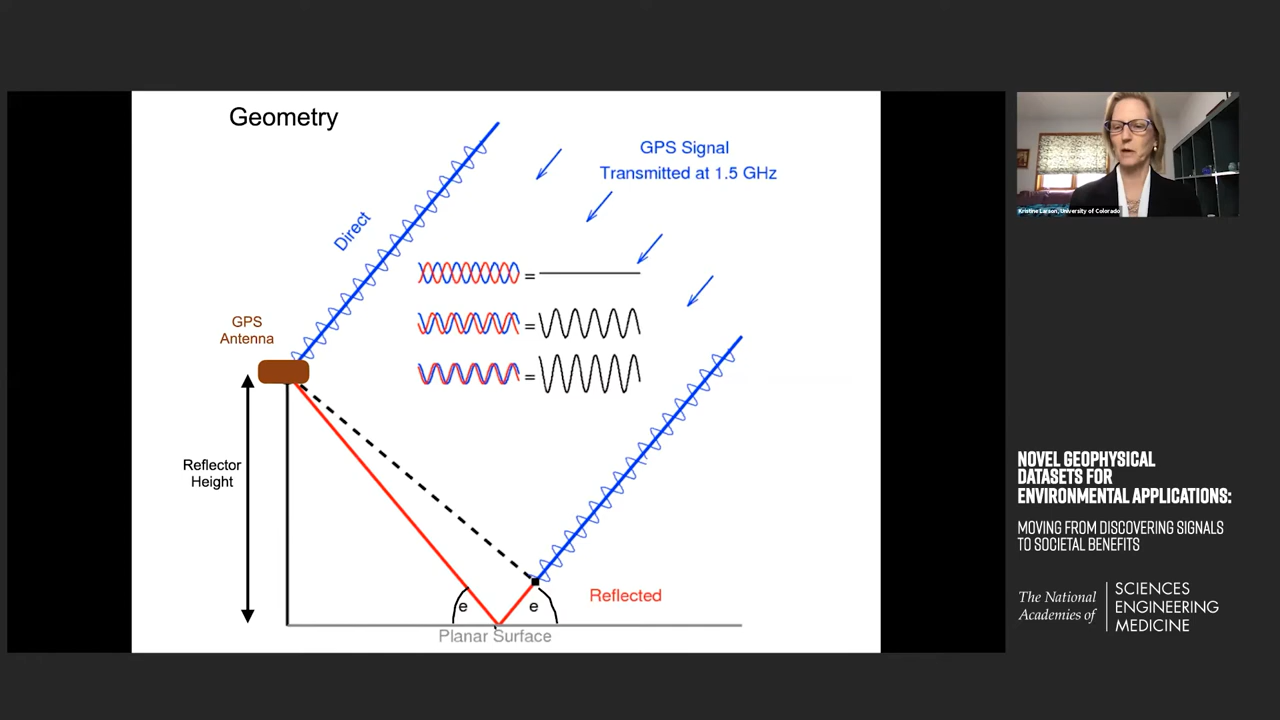 Geometry
GPS Signal
Transmitted at 1.5 GHz
Direct
=
=
=
GPS
Antenna
Reflector
Height
e
e
Reflected
Planar Surface
Kristine Larson, University of Colorado
NOVEL GEOPHYSICAL
DATASETS FOR
ENVIRONMENTAL APPLICATIONS:
MOVING FROM DISCOVERING SIGNALS
TO SOCIETAL BENEFITS
The National
Academies of
SCIENCES
ENGINEERING
MEDICINE